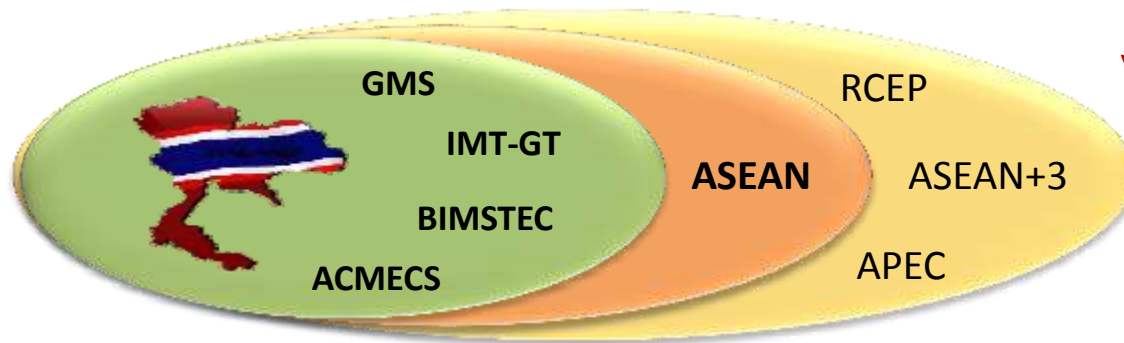 GMS
IMT-GT
BIMSTEC
ACMECS
ASEAN
RCEP
ASEAN+3
APEC